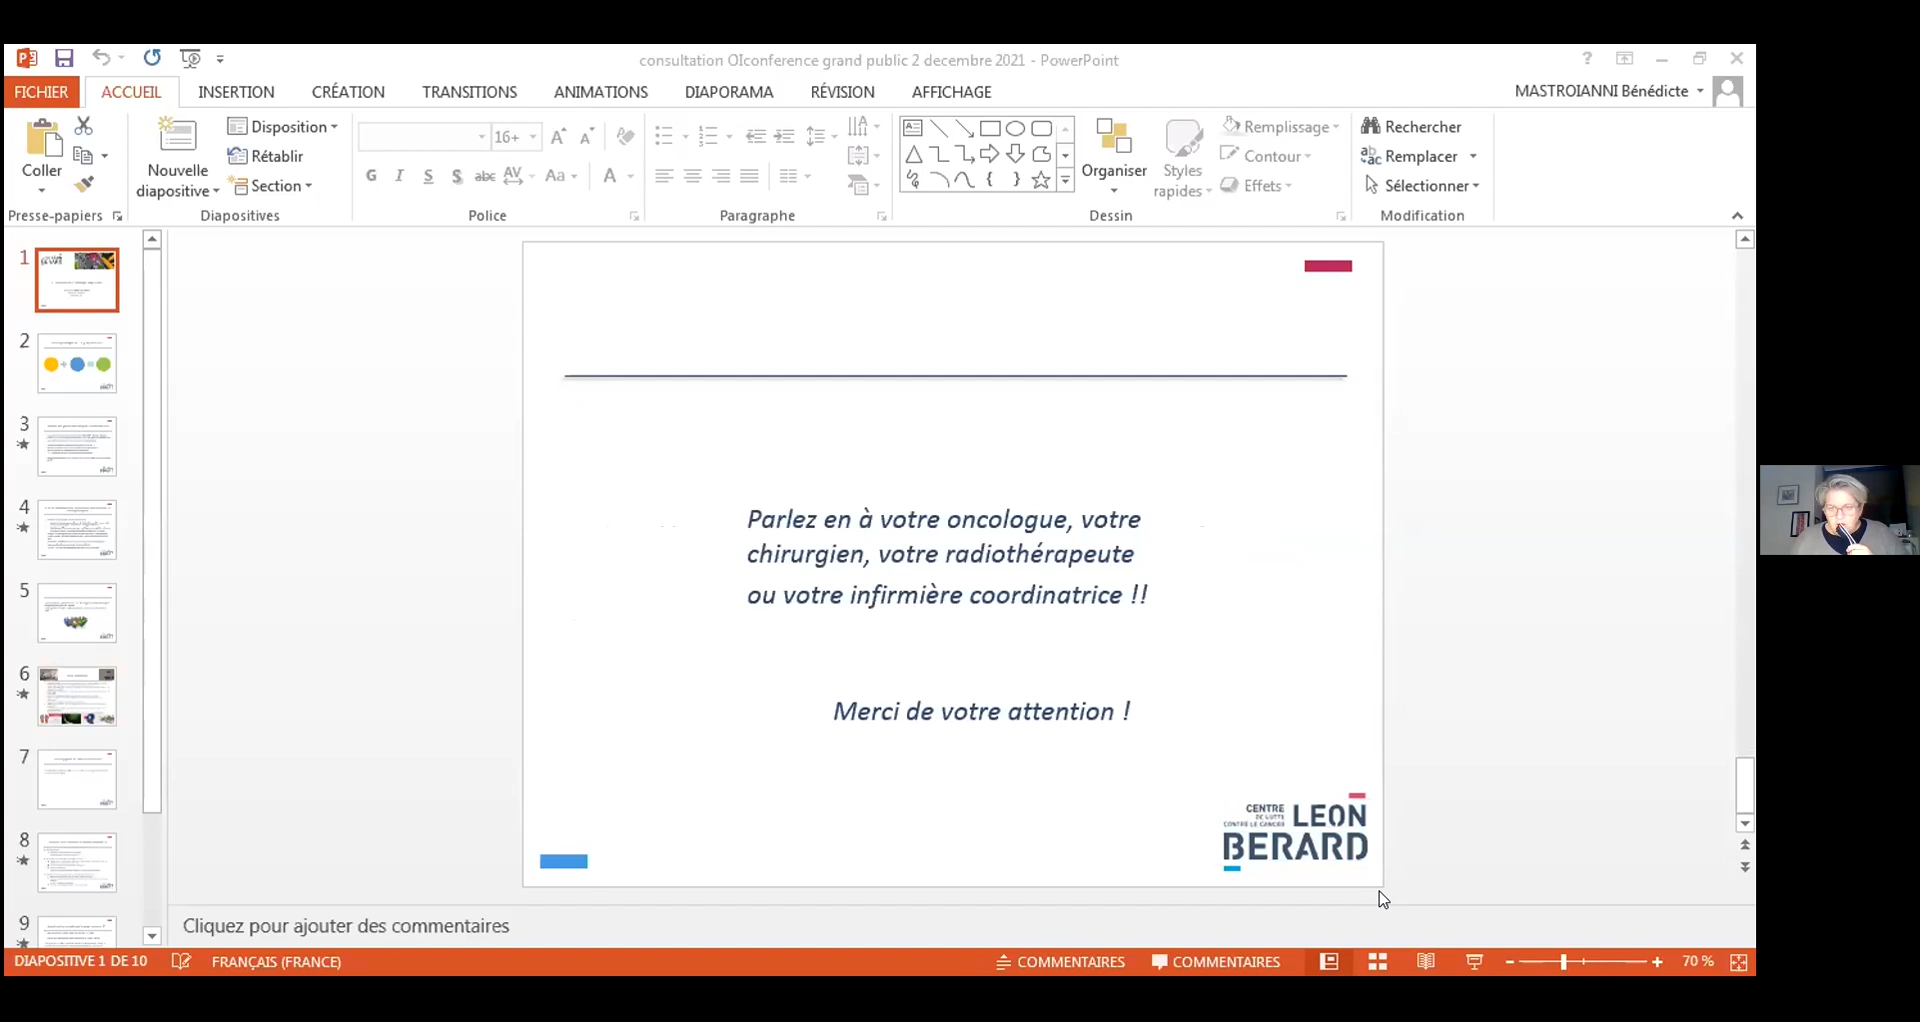 consultation OIconference grand public 2 decembre 2021 - PowerPoint
?
FICHIER
ACCUEIL
INSERTION
CRÉATION
TRANSITIONS
ANIMATIONS
DIAPORAMA
RÉVISION
AFFICHAGE
MASTROIANNI Bénédicte
Coller
Nouvelle
diapositive
Disposition
Rétablir
Section
16+
G I S S abc AV Aa A
Organiser
Styles
rapides
Remplissage
Contour
Effets
Rechercher
Remplacer
Sélectionner
Presse-papiers
Diapositives
Police
Paragraphe
Dessin
Modification
1
2
3
4
5
6
7
8
9
Parlez en à votre oncologue, votre
chirurgien, votre radiothérapeute
ou votre infirmière coordinatrice !!
Merci de votre attention !
CENTRE
DE LUTTE
CONTRE LE CANCER
LEON
BERARD
Cliquez pour ajouter des commentaires
DIAPOSITIVE 1 DE 10
FRANÇAIS (FRANCE)
COMMENTAIRES
COMMENTAIRES
70 %